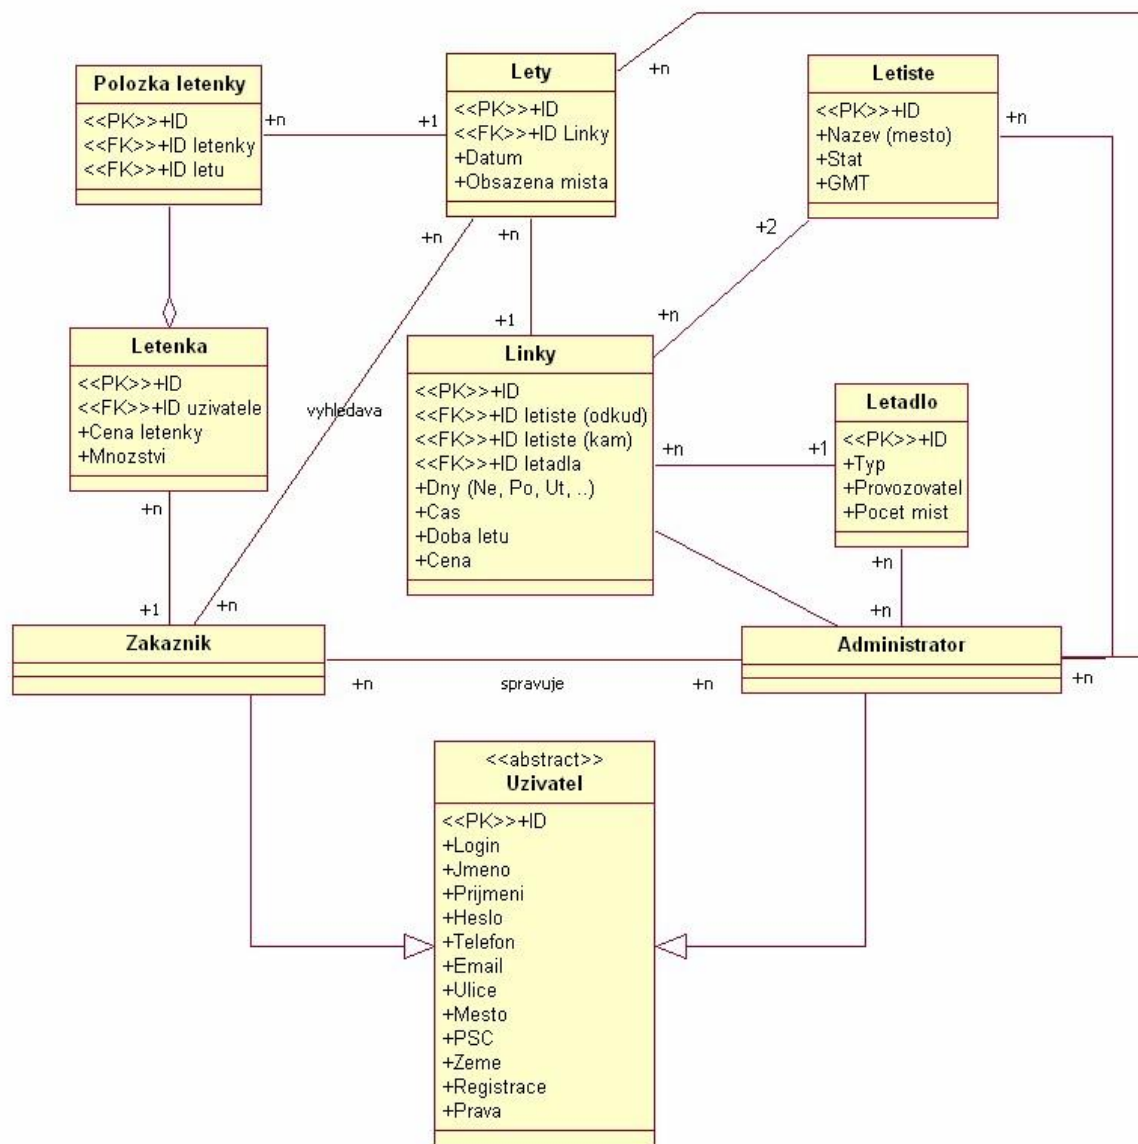 Polozka letenky
<<PK>>+ID
<<FK>>+ID letenky
<<FK>>+ID letu
+n
+1
Lety
<<PK>>+ID
<<FK>>+ID Linky
+Datum
+Obsazena mista
+n
Letiste
<<PK>>+ID
+Nazev (mesto)
+Stat
+GMT
+n
+n
+n
+2
+n
+1
Letenka
<<PK>>+ID
<<FK>>+ID uzivatele
+Cena letenky
+Mnozstvi
vyhledava
Linky
<<PK>>+ID
<<FK>>+ID letiste (odkud)
<<FK>>+ID letiste (kam)
<<FK>>+ID letadla
+Dny (Ne, Po, Ut, ..)
+Cas
+Doba letu
+Cena
+n
+1
Letadlo
<<PK>>+ID
+Typ
+Provozovatel
+Pocet mist
+n
+n
+1
+n
+n
Zakaznik
Administrator
+n
spravuje
+n
+n
<<abstract>>
Uzivatel
<<PK>>+ID
+Login
+Jmeno
+Prijmeni
+Heslo
+Telefon
+Email
+Ulice
+Mesto
+PSC
+Zeme
+Registrace
+Prava